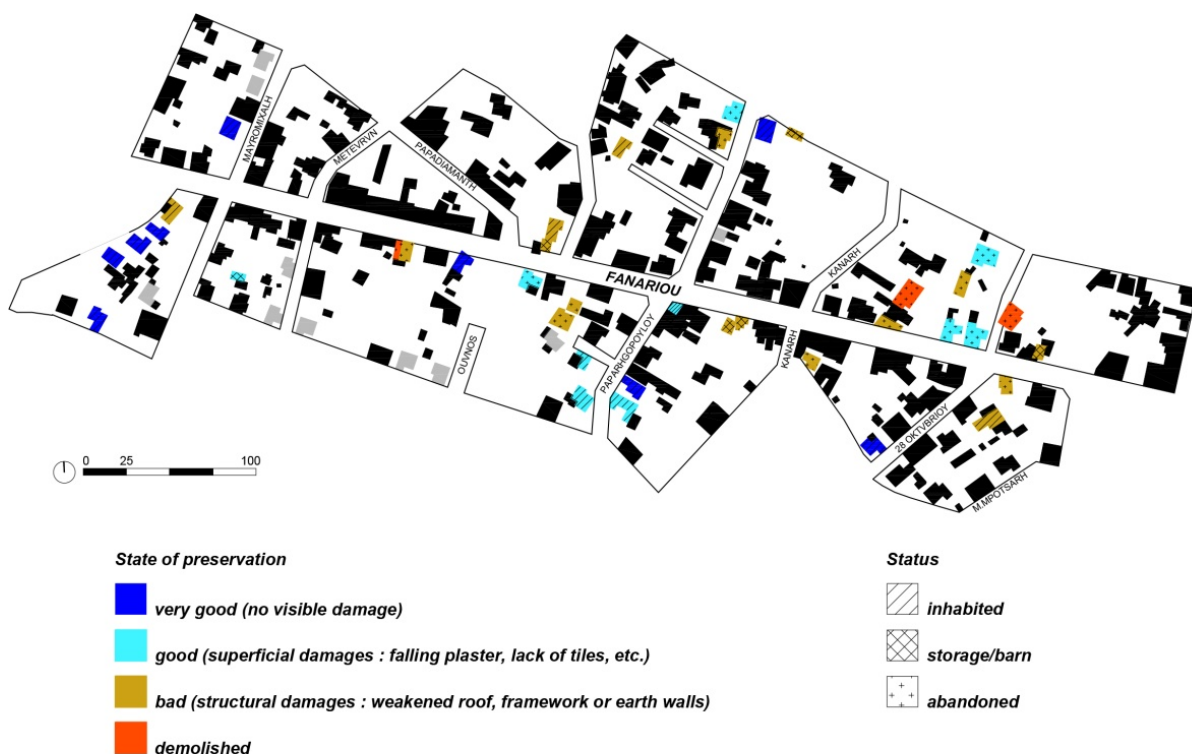 MAYROMIXALH
METEVRVN
PAPADIAMANTH
KANARH
FANARIOU
OUVNOS
PAPARHGOPOYLOY
KANARH
28 OKTVBRIOY
M.MPOTSARH
0 25 100
State of preservation
very good (no visible damage)
good (superficial damages : falling plaster, lack of tiles, etc.)
bad (structural damages : weakened roof, framework or earth walls)
demolished
Status
inhabited
storage/barn
abandoned